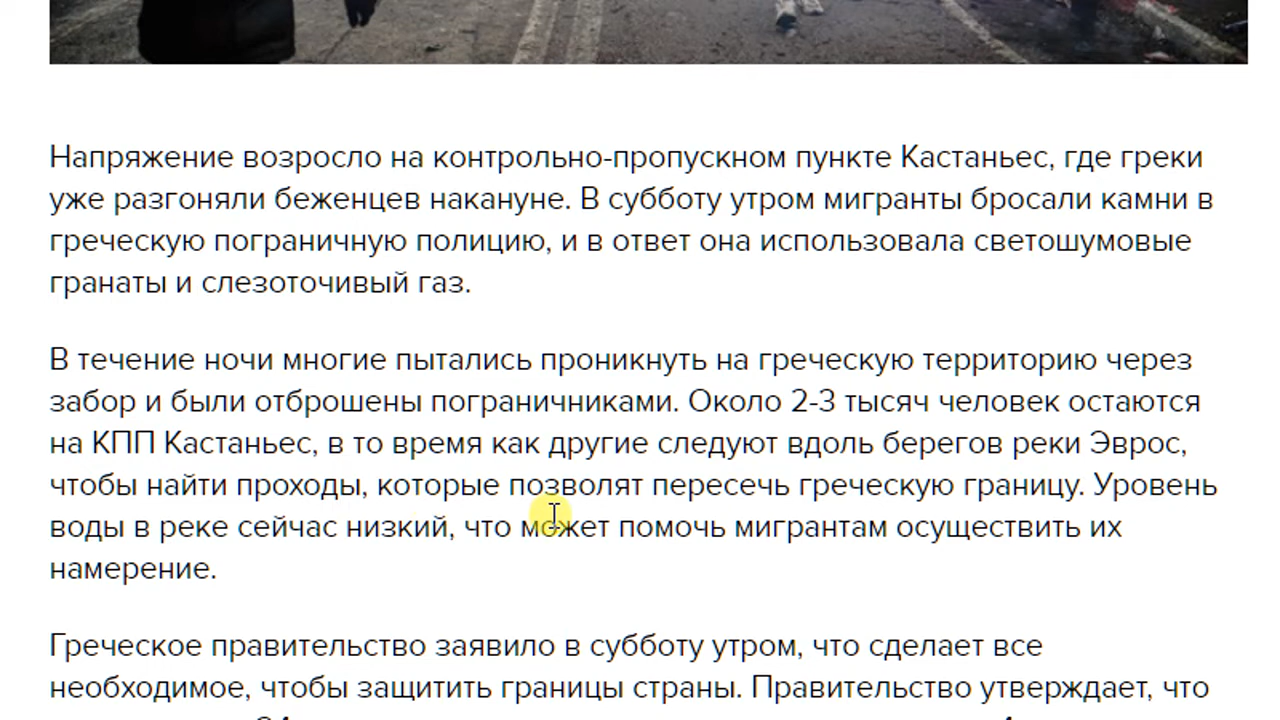 Напряжение возросло на контрольно-пропускном пункте Кастаньес, где греки
уже разгоняли беженцев накануне. В субботу утром мигранты бросали камни в
греческую пограничную полицию, и в ответ она использовала светошумовые
гранаты и слезоточивый газ.
В течение ночи многие пытались проникнуть на греческую территорию через
забор и были отброшены пограничниками. Около 2-3 тысяч человек остаются
на КПП Кастаньес, в то время как другие следуют вдоль берегов реки Эврос,
чтобы найти проходы, которые позволят пересечь греческую границу. Уровень
воды в реке сейчас низкий, что может помочь мигрантам осуществить их
намерение.
Греческое правительство заявило в субботу утром, что сделает все
необходимое, чтобы защитить границы страны. Правительство утверждает, что